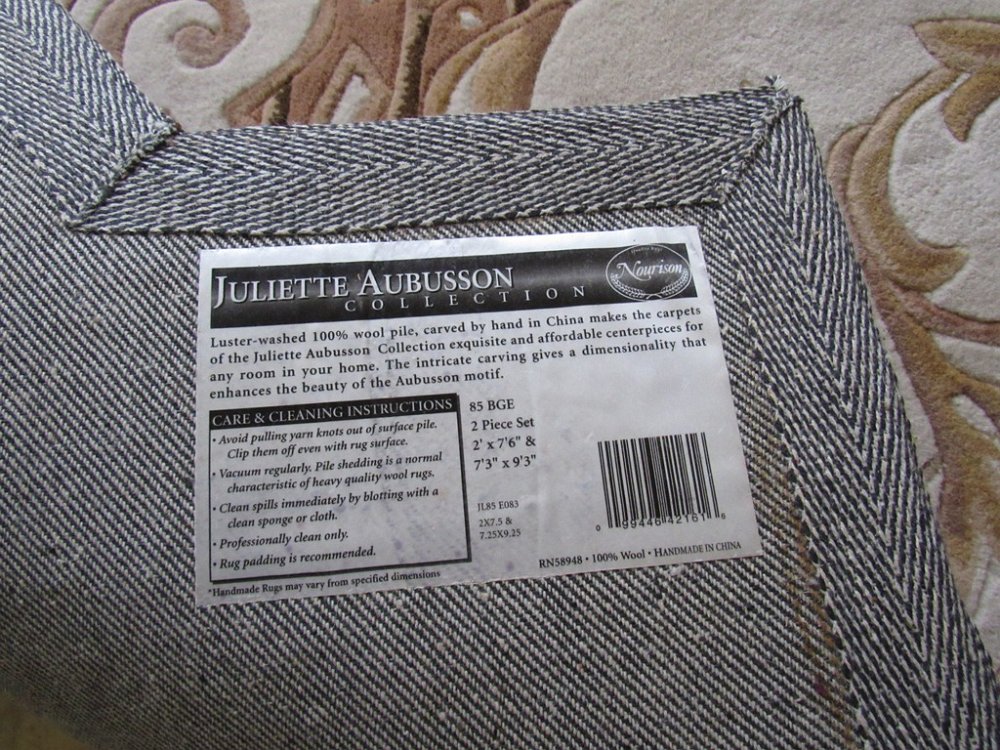 JULIETTE AUBUSSON
COLLECTION
Nourison
Luster-washed 100% wool pile, carved by hand in China makes the carpets
of the Juliette Aubusson Collection exquisite and affordable centerpieces for
any room in your home. The intricate carving gives a dimensionality that
enhances the beauty of the Aubusson motif.
CARE & CLEANING INSTRUCTIONS
• Avoid pulling yarn knots out of surface pile.
Clip them off even with rug surface.
• Vacuum regularly. Pile shedding is a normal
characteristic of heavy quality wool rugs.
• Clean spills immediately by blotting with a
clean sponge or cloth.
• Professionally clean only.
• Rug padding is recommended.
*Handmade Rugs may vary from specified dimensions
85 BGE
2 Piece Set
2' x 7'6" &
7'3" x 9'3"
JL85 E083
2X7.5 &
7.25X9.25
0 99446 42161 6
RN58948 • 100% Wool • HANDMADE IN CHINA